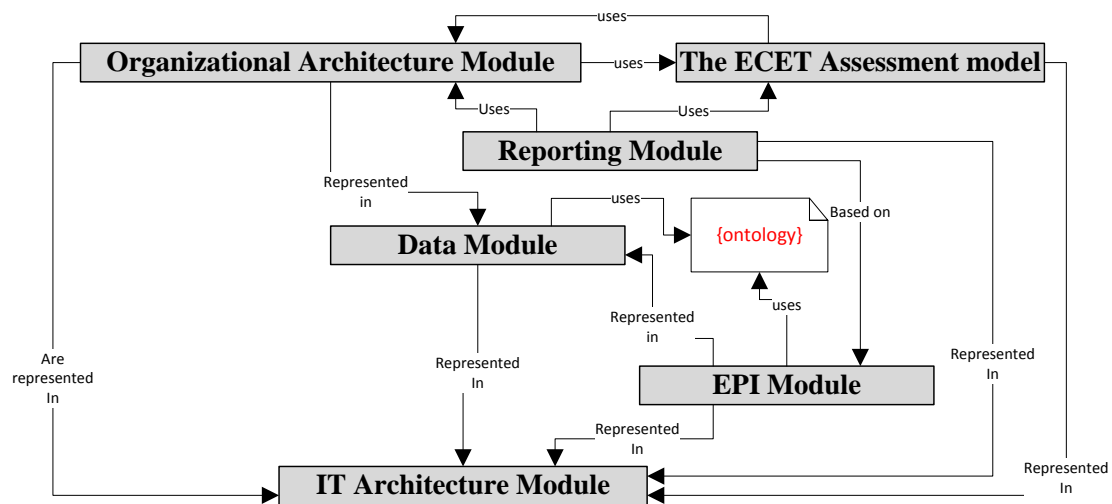 uses
Organizational Architecture Module
uses
The ECET Assessment model
Uses
Uses
Reporting Module
Represented
in
uses
Based on
{ontology}
Data Module
uses
Represented
in
Are
represented
In
Represented
In
Represented
In
EPI Module
Represented
In
IT Architecture Module
Represented
In